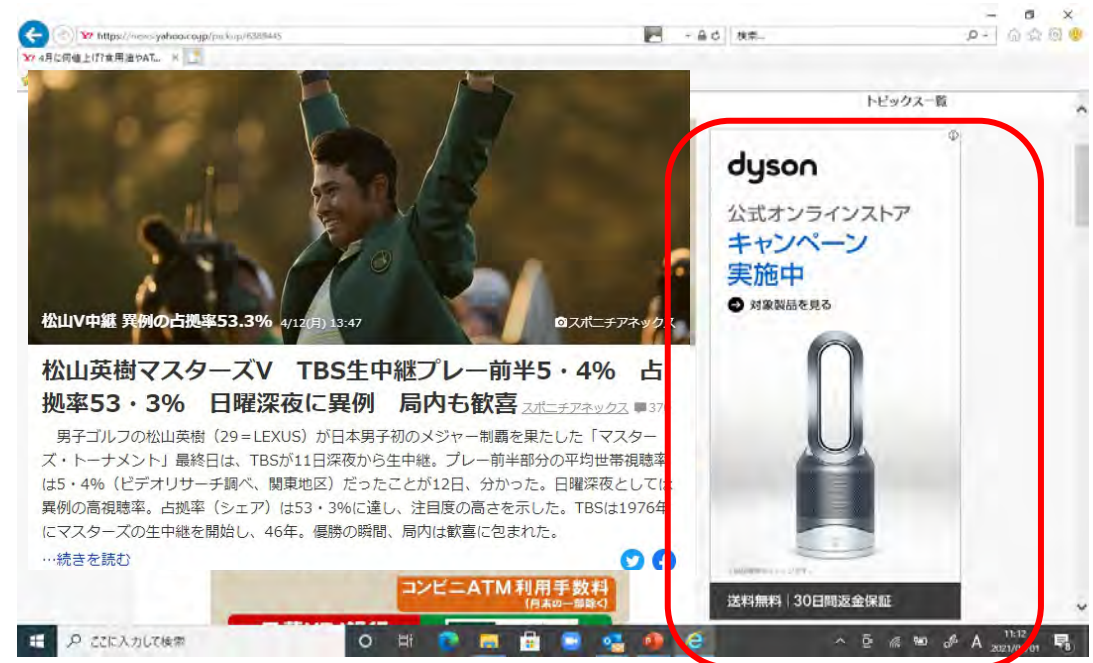 https://news.yahoo.co.jp/pickup/6388445
検索...
4月に何値上げ?食用油やAT...
トピックス一覧
松山V中継 異例の占拠率53.3% 4/12(月) 13:47
スポニチアネックス
松山英樹マスターズV TBS生中継プレー前半5・4% 占
拠率53・3% 日曜深夜に異例 局内も歓喜 スポニチアネックス
男子ゴルフの松山英樹(29=LEXUS)が日本男子初のメジャー制覇を果たした「マスター
ズ・トーナメント」最終日は、TBSが11日深夜から生中継。プレー前半部分の平均世帯視聴率
は5・4%(ビデオリサーチ調べ、関東地区)だったことが12日、分かった。日曜深夜としては
異例の高視聴率。占拠率(シェア)は53・3%に達し、注目度の高さを示した。TBSは1976年
にマスターズの生中継を開始し、46年。優勝の瞬間、局内は歓喜に包まれた。
…続きを読む
dyson
公式オンラインストア
キャンペーン
実施中
対象製品を見る
送料無料|30日間返金保証
コンビニATM利用手数料
(月末の一部除く)
ここに入力して検索
A
11:12